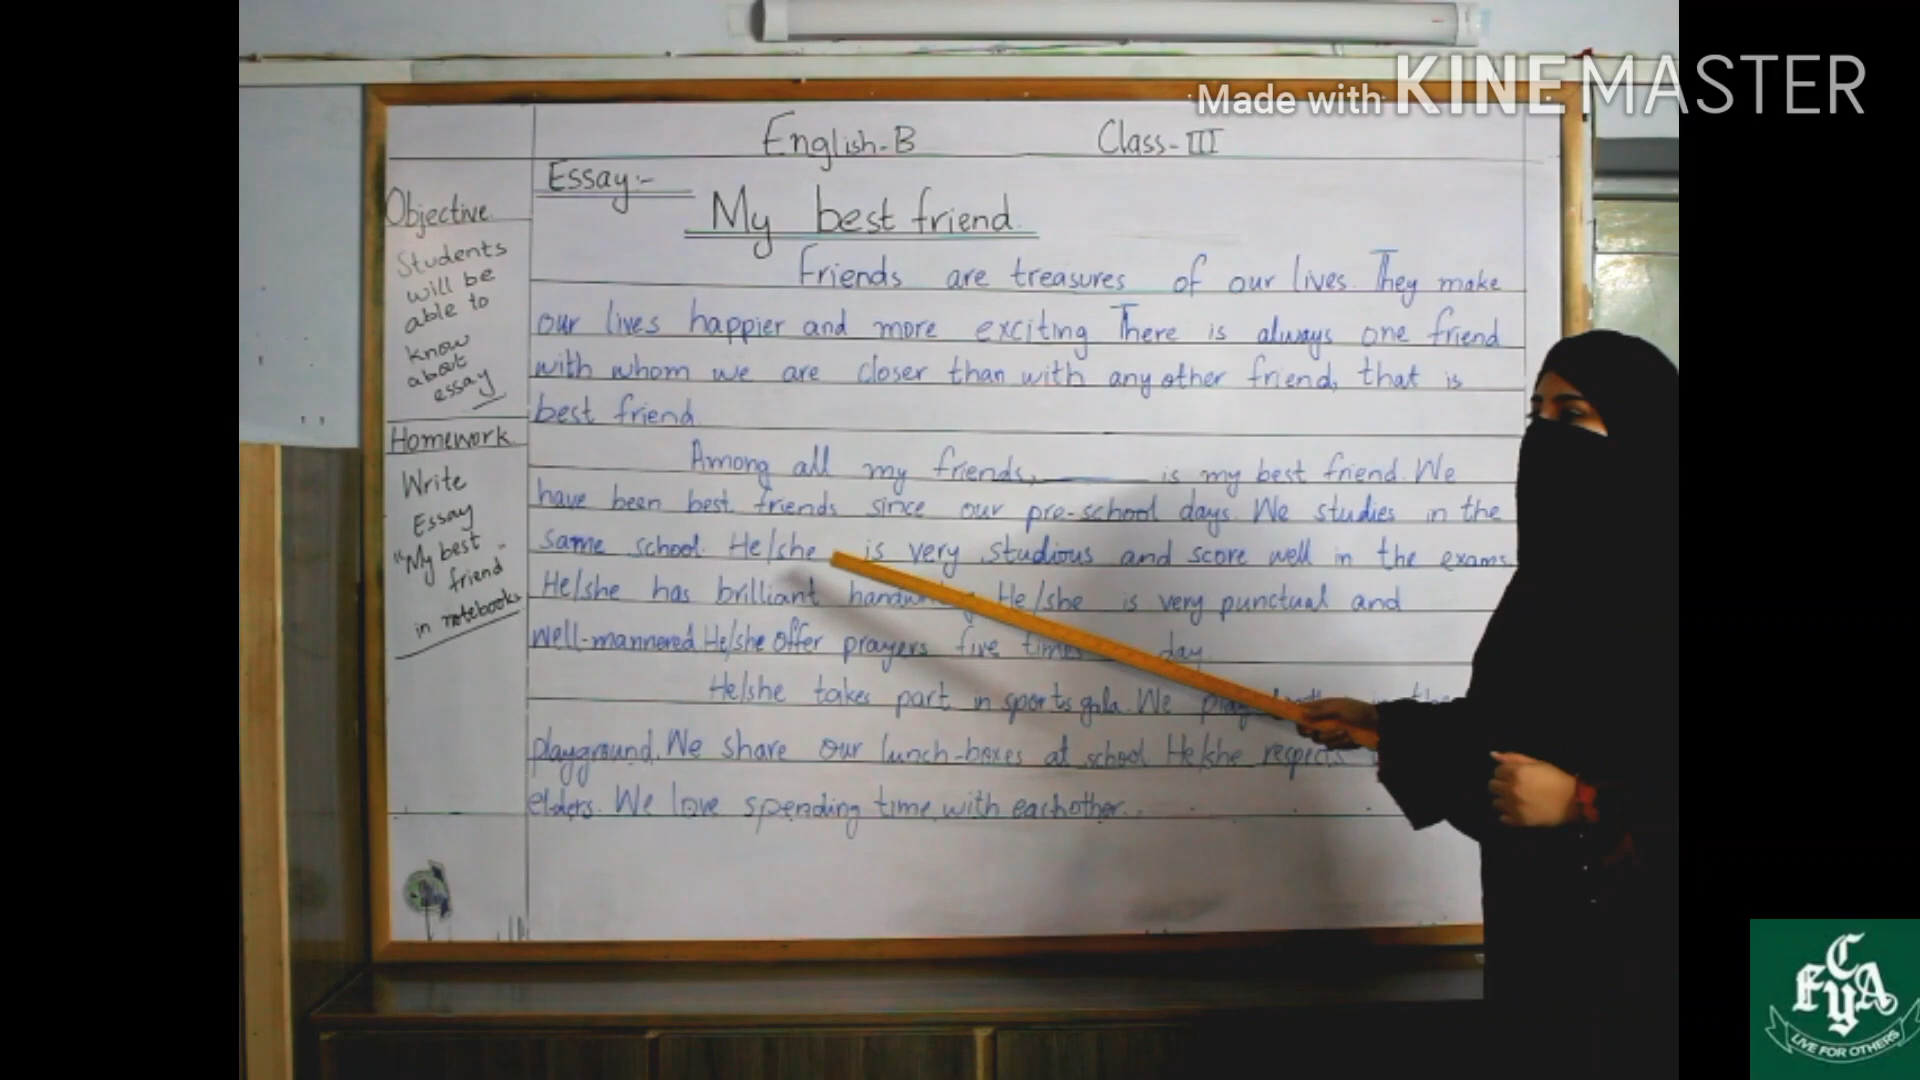 Made with KINEMASTER
English-B Class-III
Essay:-
My best friend
Objective
Students
will be
able to
know
about
essay
Homework
Write
Essay
"My best
friend
in notebooks
Friends are treasures of our lives. They make
our lives happier and more exciting There is always one friend
with whom we are closer than with any other friend, that is
best friend
Among all my friends, ______ is my best friend. We
have been best friends since our pre-school days. We studies in the
same school. He/she is very studious and score well in the exams
He/she has brilliant He/she is very punctual and
well-mannered. He/she offer prayers five times day.
He/she takes part in sports gala. We in the
playground. We share our lunch-boxes at school He/she respects
elders. We love spending time with eachother..
ECYA
LIVE FOR OTHERS